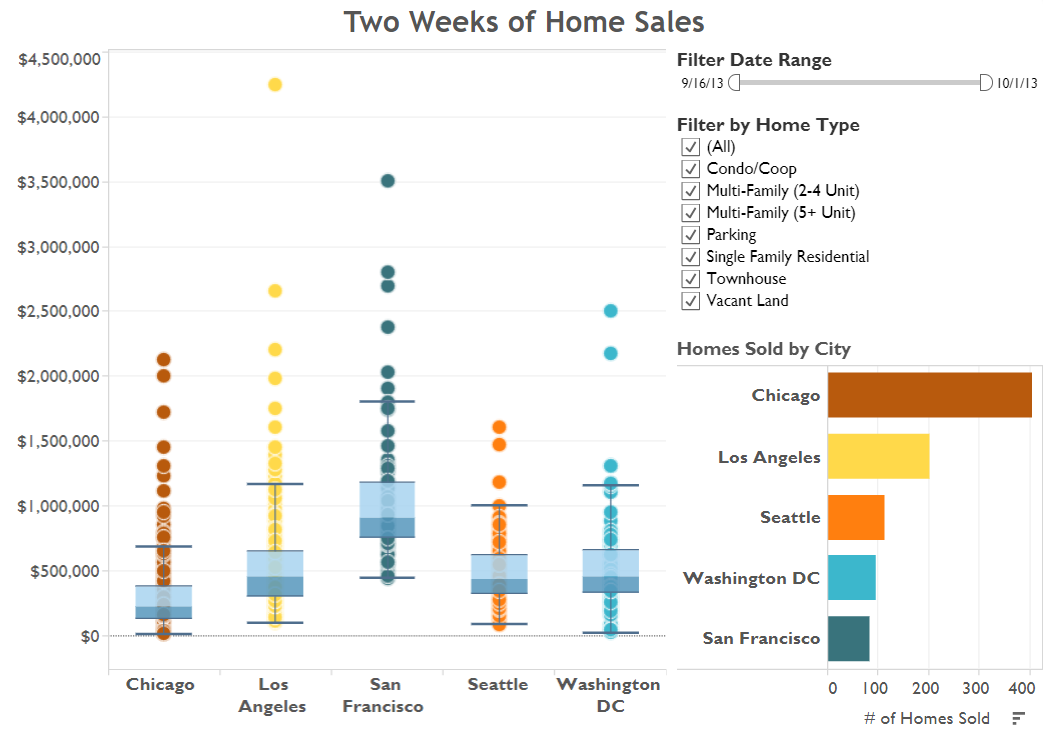 Two Weeks of Home Sales
$4,500,000
$4,000,000
$3,500,000
$3,000,000
$2,500,000
$2,000,000
$1,500,000
$1,000,000
$500,000
$0
Chicago
Los
Angeles
San
Francisco
Seattle
Washington
DC
Filter Date Range
9/16/13
10/1/13
Filter by Home Type
(All)
Condo/Coop
Multi-Family (2-4 Unit)
Multi-Family (5+ Unit)
Parking
Single Family Residential
Townhouse
Vacant Land
Homes Sold by City
Chicago
Los Angeles
Seattle
Washington DC
San Francisco
0 100 200 300 400
# of Homes Sold